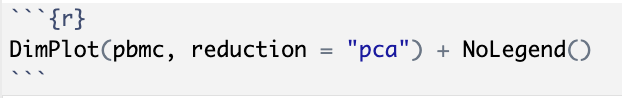 ```{r}
DimPlot(pbmc, reduction = "pca") + NoLegend()
```